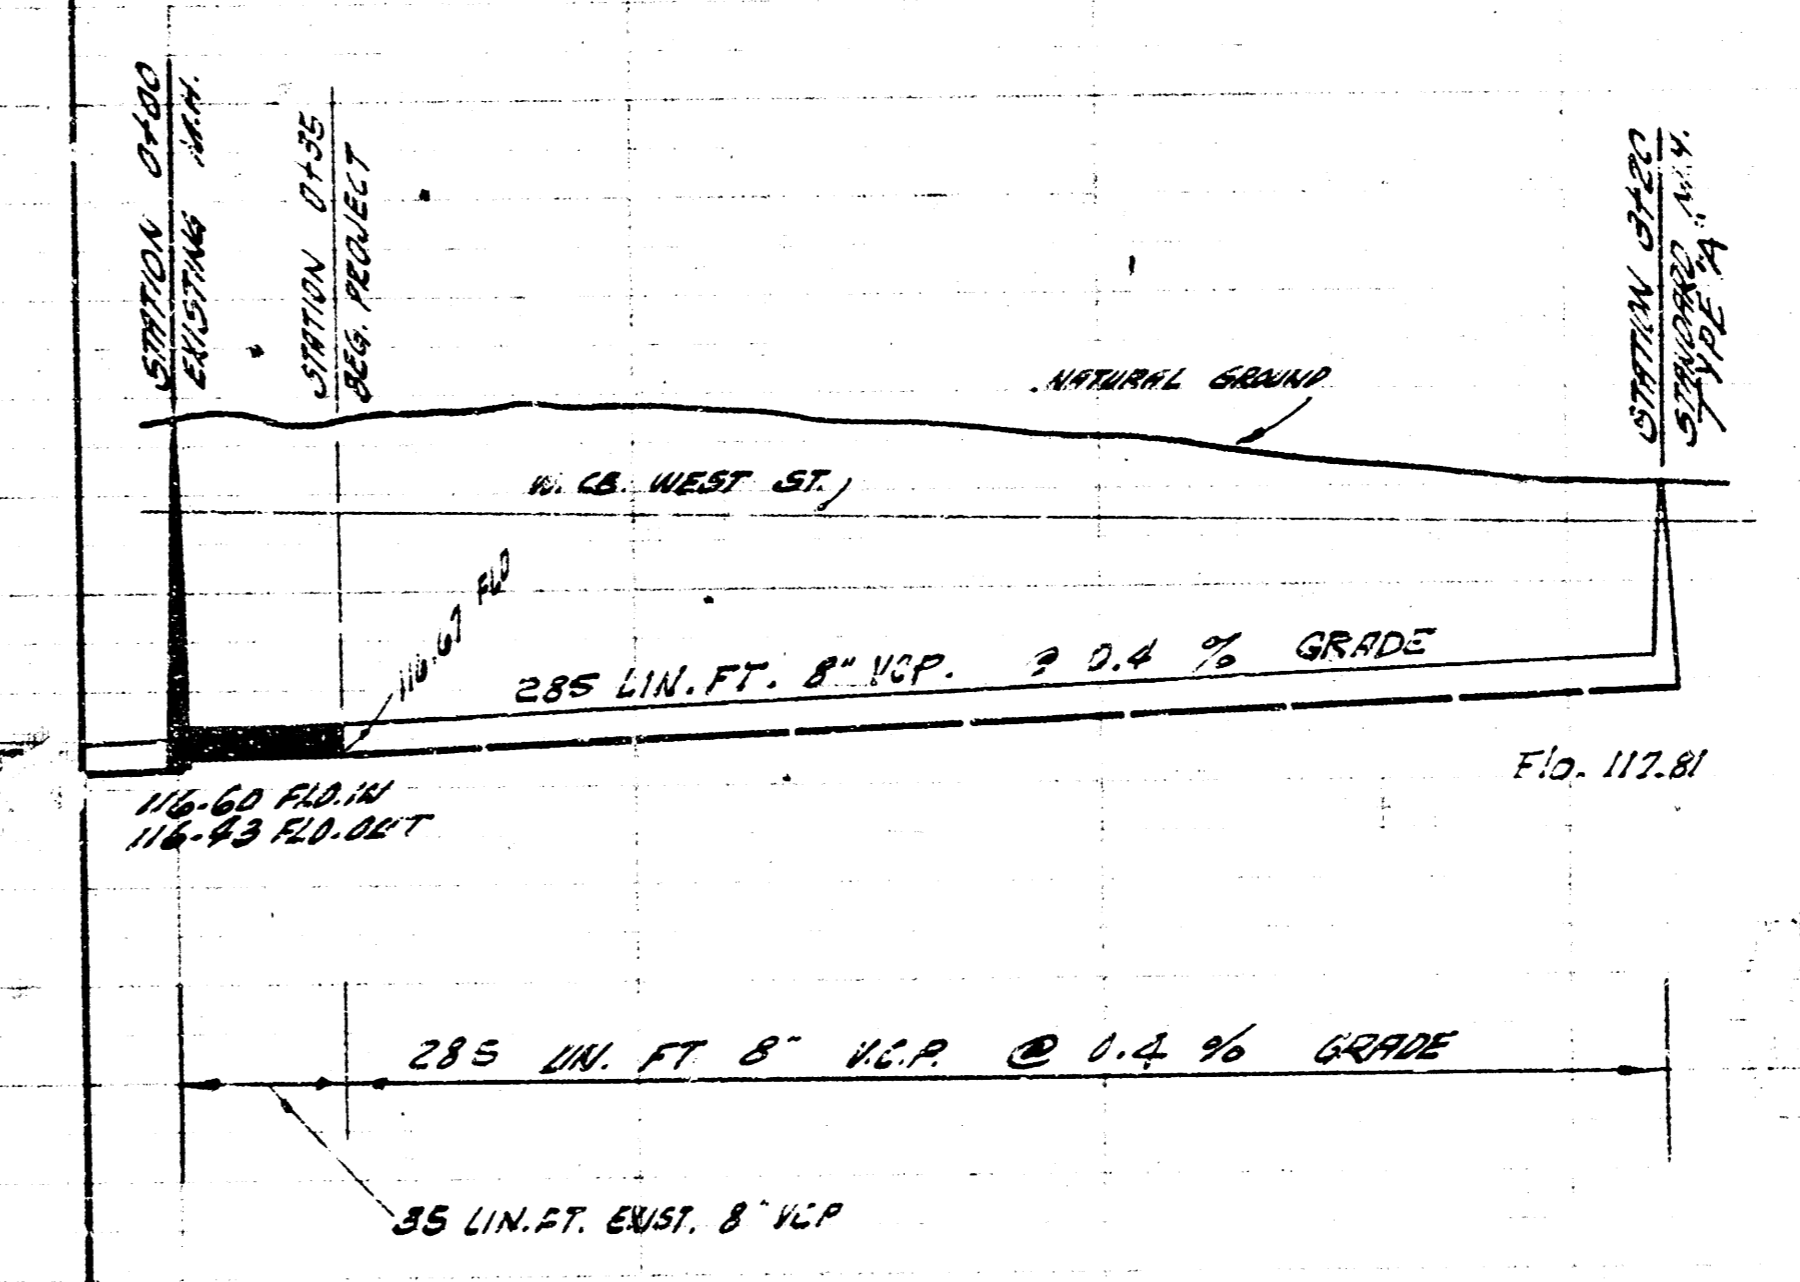 STATION 0+00
EXISTING M.H.
STATION 0+35
BEG. PROJECT
STATION 3+20
STANDARD M.H.
TYPE "A"
NATURAL GROUND
W. CB. WEST ST.
116.67 FLO
285 LIN. FT. 8" VCP. @ 0.4 % GRADE
116.60 FLO. IN
116.43 FLO. OUT
Flo. 117.81
285 LIN. FT 8" V.C.P. @ 0.4 % GRADE
35 LIN. FT. EXIST. 8" VCP